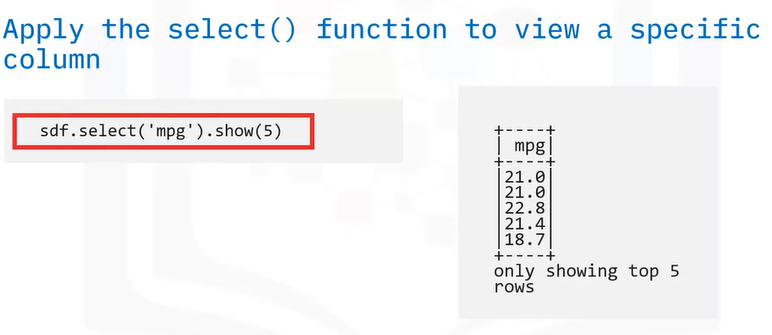 Apply the select() function to view a specific
column
sdf.select('mpg').show(5)
+----+
| mpg|
+----+
|21.0|
|21.0|
|22.8|
|21.4|
|18.7|
+----+
only showing top 5
rows